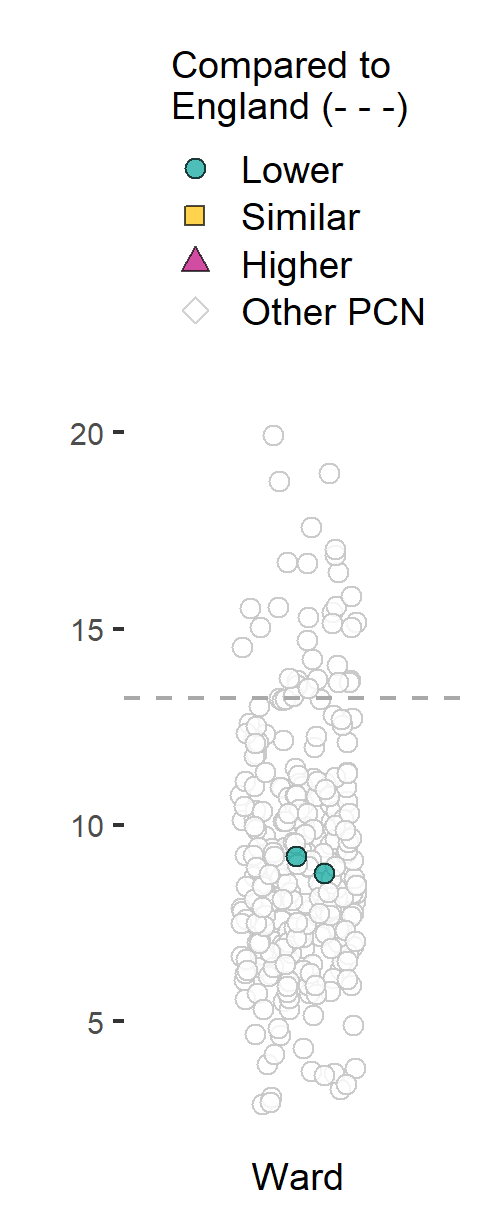 Compared to
England (- - -)
Lower
Similar
Higher
Other PCN
20
15
10
5
Ward